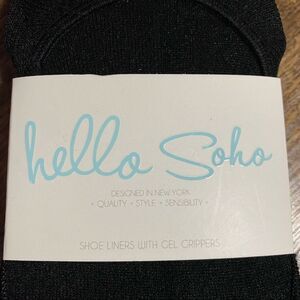 hello Soho
DESIGNED IN NEW YORK
- QUALITY - STYLE - SENSIBILITY -
SHOE LINERS WITH GEL GRIPPERS